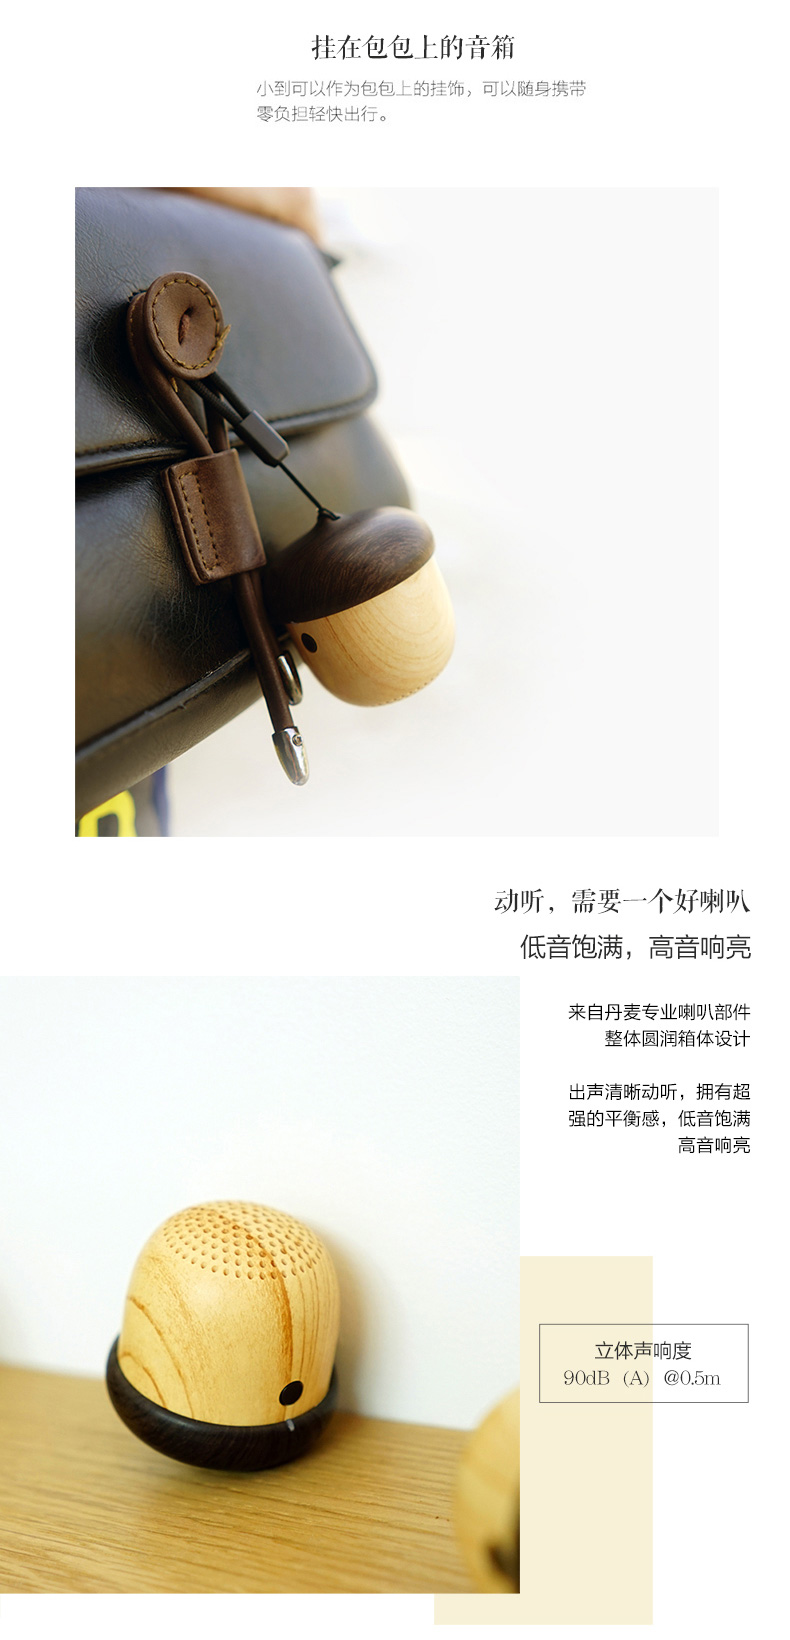 挂在包包上的音箱
小到可以作为包包上的挂饰，可以随身携带
零负担轻快出行。
动听，需要一个好喇叭
低音饱满，高音响亮
来自丹麦专业喇叭部件
整体圆润箱体设计
出声清晰动听，拥有超
强的平衡感，低音饱满
高音响亮
立体声响度
90dB（A）@0.5m